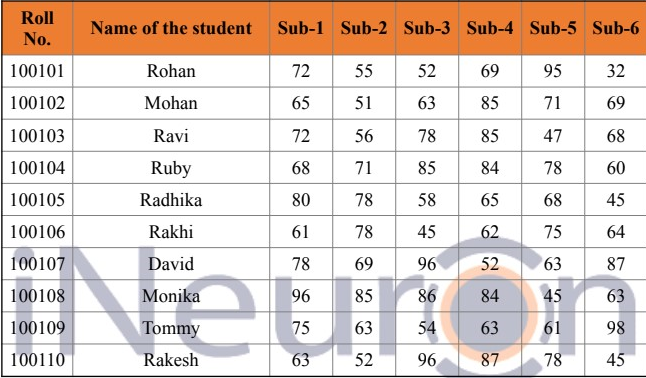 Roll No. Name of the student Sub-1 Sub-2 Sub-3 Sub-4 Sub-5 Sub-6
100101 Rohan 72 55 52 69 95 32
100102 Mohan 65 51 63 85 71 69
100103 Ravi 72 56 78 85 47 68
100104 Ruby 68 71 85 84 78 60
100105 Radhika 80 78 58 65 68 45
100106 Rakhi 61 78 45 62 75 64
100107 David 78 69 96 52 63 87
100108 Monika 96 85 86 84 45 63
100109 Tommy 75 63 54 63 61 98
100110 Rakesh 63 52 96 87 78 45
iNeuron